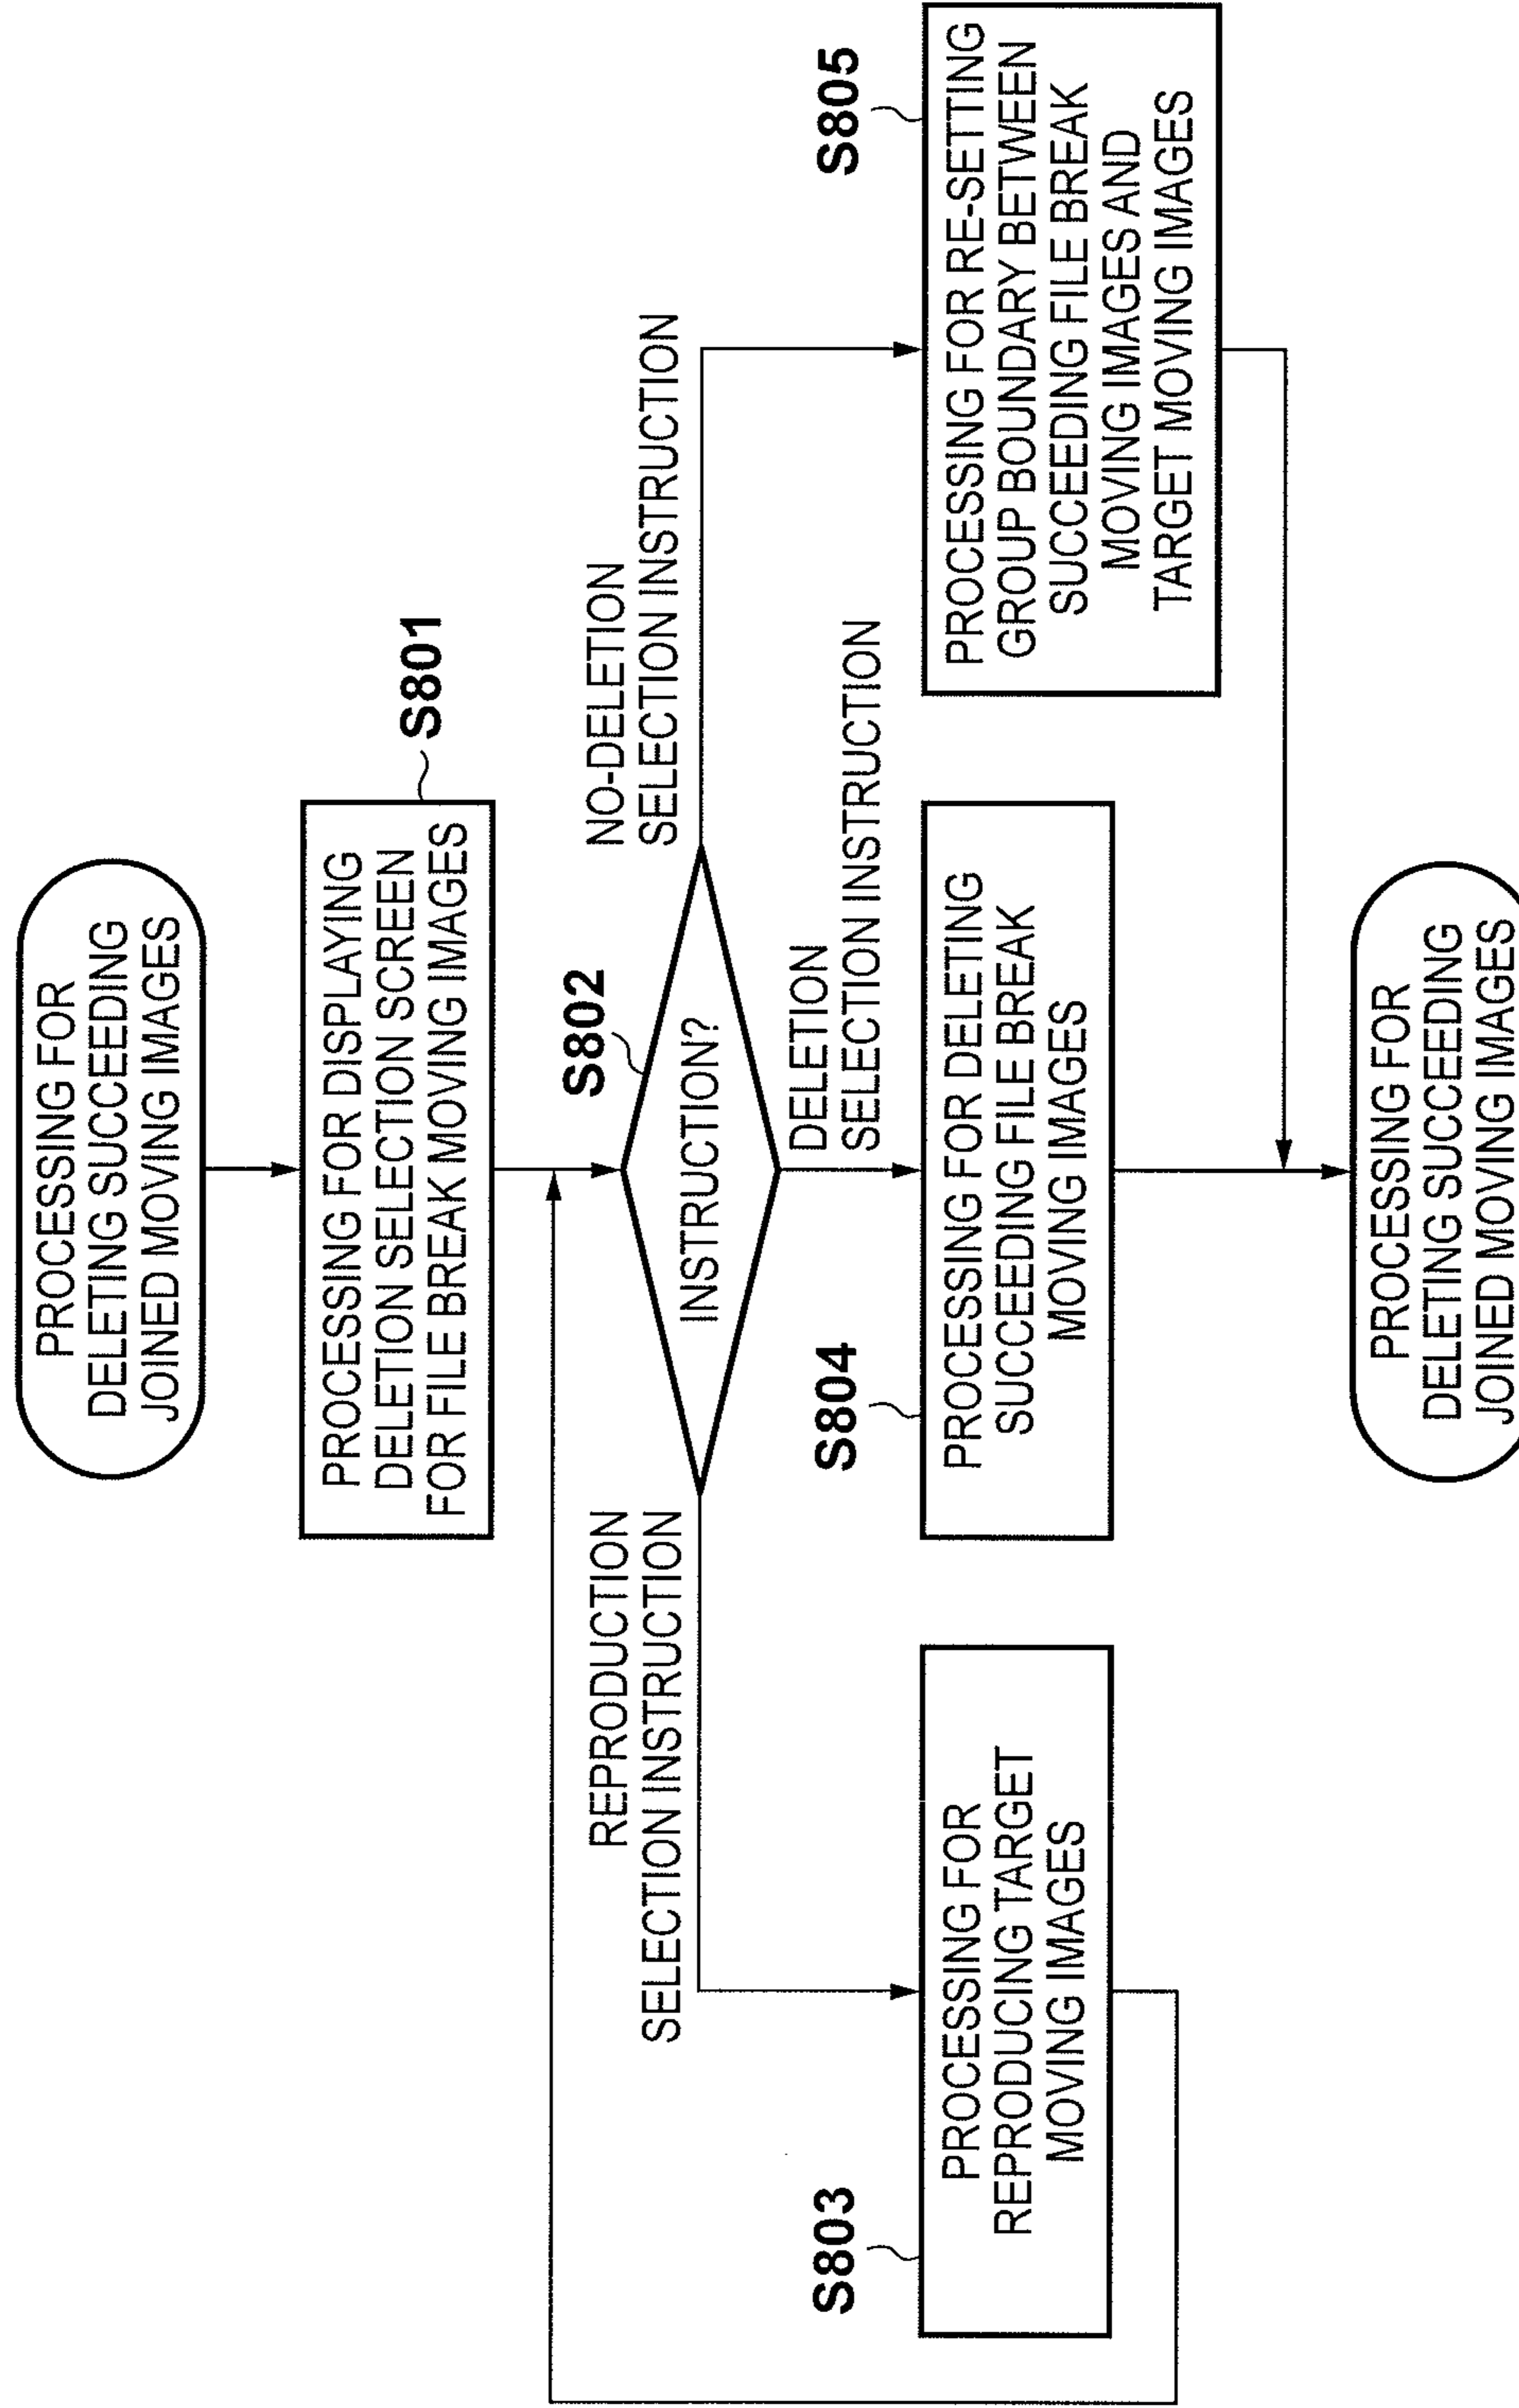 PROCESSING FOR
DELETING SUCCEEDING
JOINED MOVING IMAGES
S801
PROCESSING FOR DISPLAYING
DELETION SELECTION SCREEN
FOR FILE BREAK MOVING IMAGES
S802
INSTRUCTION?
REPRODUCTION
SELECTION INSTRUCTION
NO-DELETION
SELECTION INSTRUCTION
DELETION
SELECTION INSTRUCTION
S803
PROCESSING FOR
REPRODUCING TARGET
MOVING IMAGES
S804
PROCESSING FOR DELETING
SUCCEEDING FILE BREAK
MOVING IMAGES
S805
PROCESSING FOR RE-SETTING
GROUP BOUNDARY BETWEEN
SUCCEEDING FILE BREAK
MOVING IMAGES AND
TARGET MOVING IMAGES
PROCESSING FOR
DELETING SUCCEEDING
JOINED MOVING IMAGES